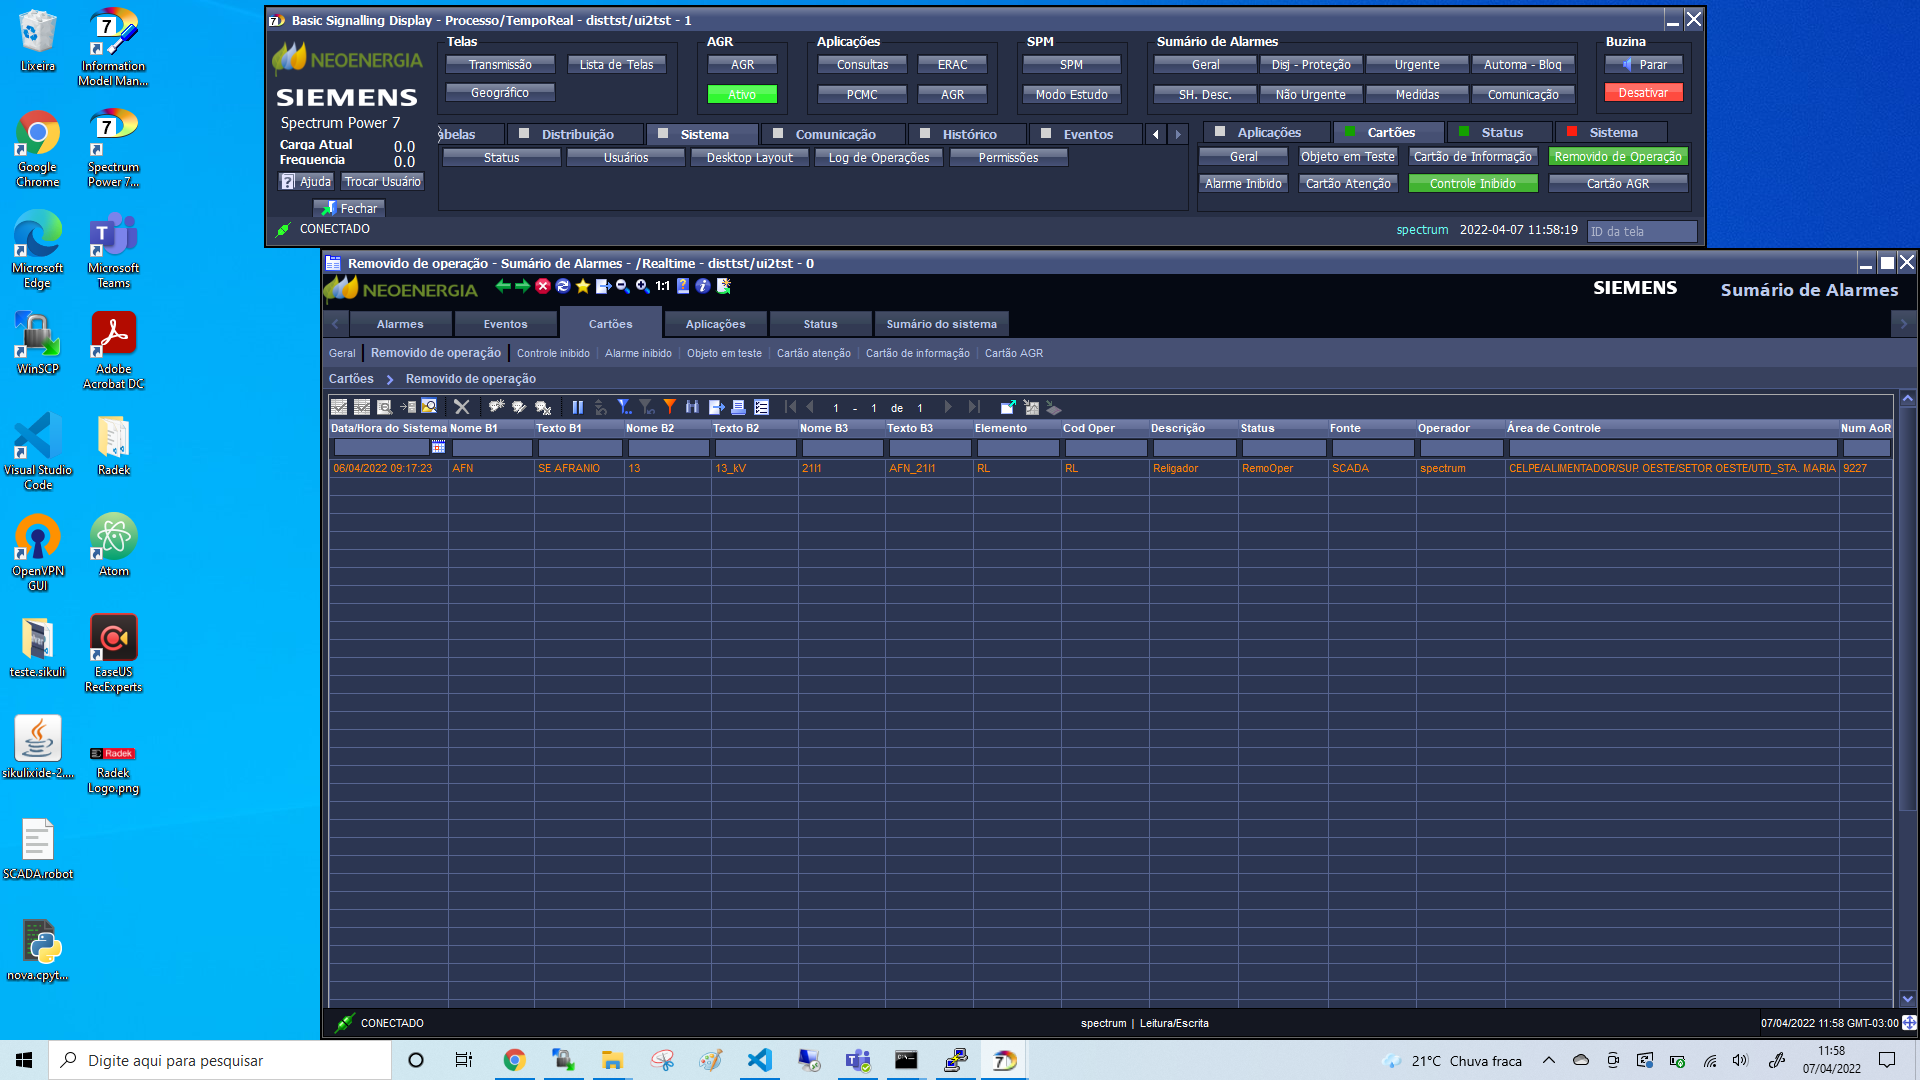 Lixeira
Information Model Man...
Google Chrome
Spectrum Power 7...
Microsoft Edge
Microsoft Teams
WinSCP
Adobe Acrobat DC
Visual Studio Code
Radek
OpenVPN GUI
Atom
teste.sikuli
EaseUS RecExperts
sikulixide-2....
Radek Logo.png
SCADA.robot
nova.cpyt...
Basic Signalling Display - Processo/TempoReal - disttst/ui2tst - 1
NEOENERGIA
SIEMENS
Spectrum Power 7
Carga Atual 0.0
Frequencia 0.0
Ajuda Trocar Usuário
Fechar
CONECTADO
Telas
Transmissão Lista de Telas
Geográfico
AGR
AGR
Ativo
Aplicações
Consultas ERAC
PCMC AGR
SPM
SPM
Modo Estudo
Sumário de Alarmes
Geral Disj - Proteção Urgente Automa - Bloq
SH. Desc. Não Urgente Medidas Comunicação
Buzina
Parar
Desativar
abelas Distribuição Sistema Comunicação Histórico Eventos
Status Usuários Desktop Layout Log de Operações Permissões
Aplicações Cartões Status Sistema
Geral Objeto em Teste Cartão de Informação Removido de Operação
Alarme Inibido Cartão Atenção Controle Inibido Cartão AGR
spectrum 2022-04-07 11:58:19 ID da tela
Removido de operação - Sumário de Alarmes - /Realtime - disttst/ui2tst - 0
NEOENERGIA 1:1 SIEMENS Sumário de Alarmes
Alarmes Eventos Cartões Aplicações Status Sumário do sistema
Geral Removido de operação Controle inibido Alarme inibido Objeto em teste Cartão atenção Cartão de informação Cartão AGR
Cartões > Removido de operação
1 - 1 de 1
Data/Hora do Sistema Nome B1 Texto B1 Nome B2 Texto B2 Nome B3 Texto B3 Elemento Cod Oper Descrição Status Fonte Operador Área de Controle Num AoR
06/04/2022 09:17:23 AFN SE AFRANIO 13 13_kV 21I1 AFN_21I1 RL RL Religador RemoOper SCADA spectrum CELPE/ALIMENTADOR/SUP. OESTE/SETOR OESTE/UTD_STA. MARIA 9227
CONECTADO spectrum | Leitura/Escrita 07/04/2022 11:58 GMT-03:00
Digite aqui para pesquisar
21°C Chuva fraca
11:58
07/04/2022